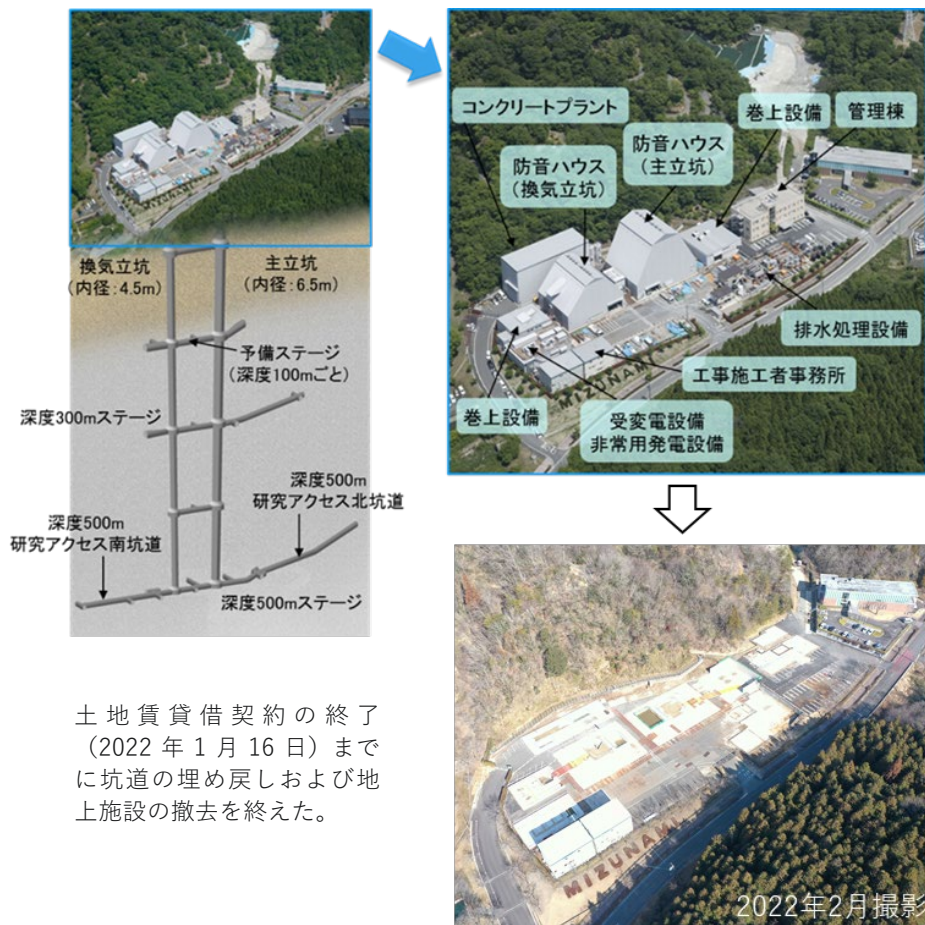 換気立坑
(内径：4.5m)
主立坑
(内径：6.5m)
予備ステージ
(深度100mごと)
深度300mステージ
深度500m
研究アクセス北坑道
深度500m
研究アクセス南坑道
深度500mステージ
コンクリートプラント
防音ハウス
(換気立坑)
防音ハウス
(主立坑)
巻上設備
管理棟
排水処理設備
工事施工者事務所
巻上設備
受変電設備
非常用発電設備
MIZUNAMI
土地賃貸借契約の終了
（2022 年 1 月 16 日）まで
に坑道の埋め戻しおよび地
上施設の撤去を終えた。
MIZUNAMI
2022年2月撮影